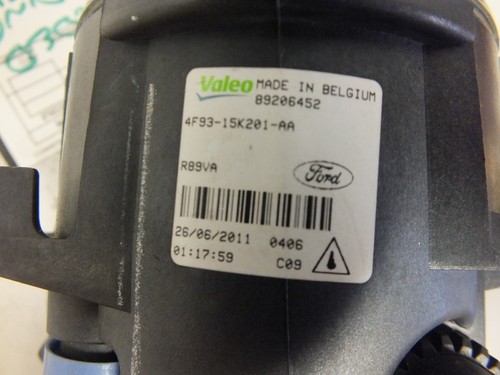 Valeo MADE IN BELGIUM
89206452
4F93-15K201-AA
R89VA
Ford
26/06/2011 0406
01:17:59 C09